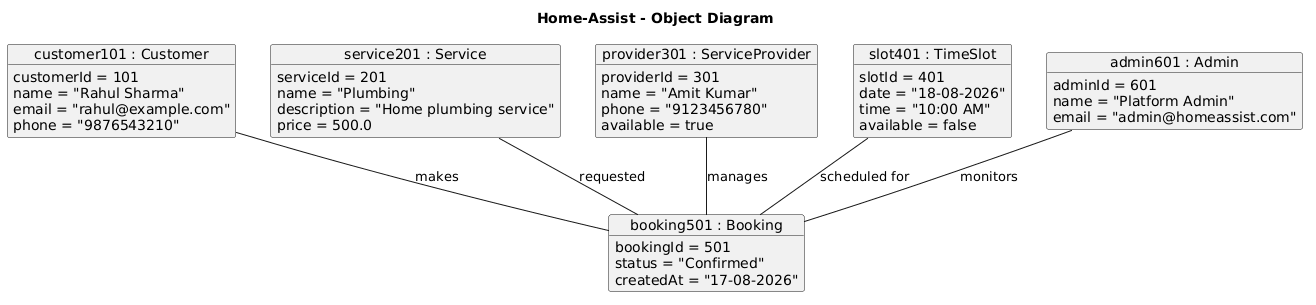 Home-Assist - Object Diagram
customer101 : Customer
customerId = 101
name = "Rahul Sharma"
email = "rahul@example.com"
phone = "9876543210"
service201 : Service
serviceId = 201
name = "Plumbing"
description = "Home plumbing service"
price = 500.0
provider301 : ServiceProvider
providerId = 301
name = "Amit Kumar"
phone = "9123456780"
available = true
slot401 : TimeSlot
slotId = 401
date = "18-08-2026"
time = "10:00 AM"
available = false
admin601 : Admin
adminId = 601
name = "Platform Admin"
email = "admin@homeassist.com"
makes
requested
manages
scheduled for
monitors
booking501 : Booking
bookingId = 501
status = "Confirmed"
createdAt = "17-08-2026"